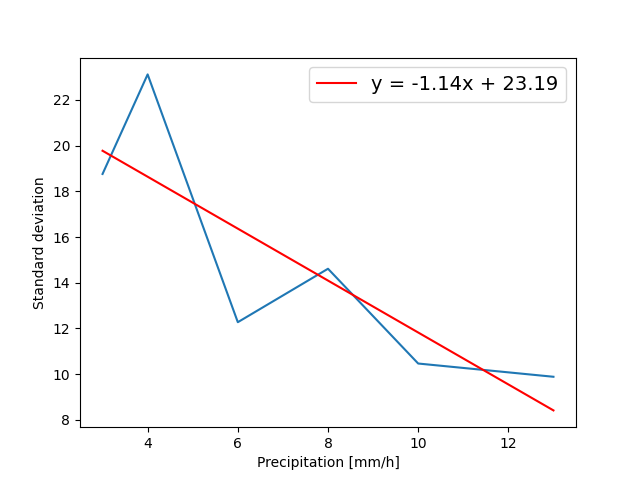 y = -1.14x + 23.19
22
20
18
16
14
12
10
8
Standard deviation
4 6 8 10 12
Precipitation [mm/h]